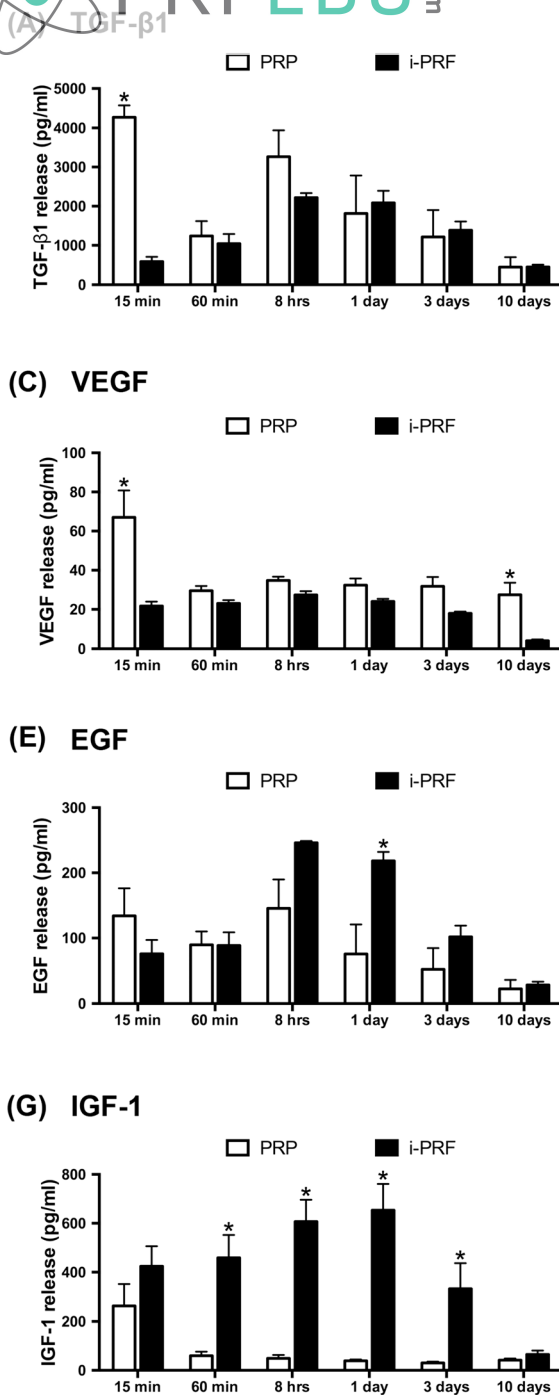 PRPEDU
(A) TGF-β1
PRP i-PRF
TGF-β1 release (pg/ml)
5000
4000
3000
2000
1000
0
*
15 min 60 min 8 hrs 1 day 3 days 10 days
(C) VEGF
PRP i-PRF
VEGF release (pg/ml)
100
80
60
40
20
0
* *
15 min 60 min 8 hrs 1 day 3 days 10 days
(E) EGF
PRP i-PRF
EGF release (pg/ml)
300
200
100
0
*
15 min 60 min 8 hrs 1 day 3 days 10 days
(G) IGF-1
PRP i-PRF
IGF-1 release (pg/ml)
800
600
400
200
0
* * * *
15 min 60 min 8 hrs 1 day 3 days 10 days